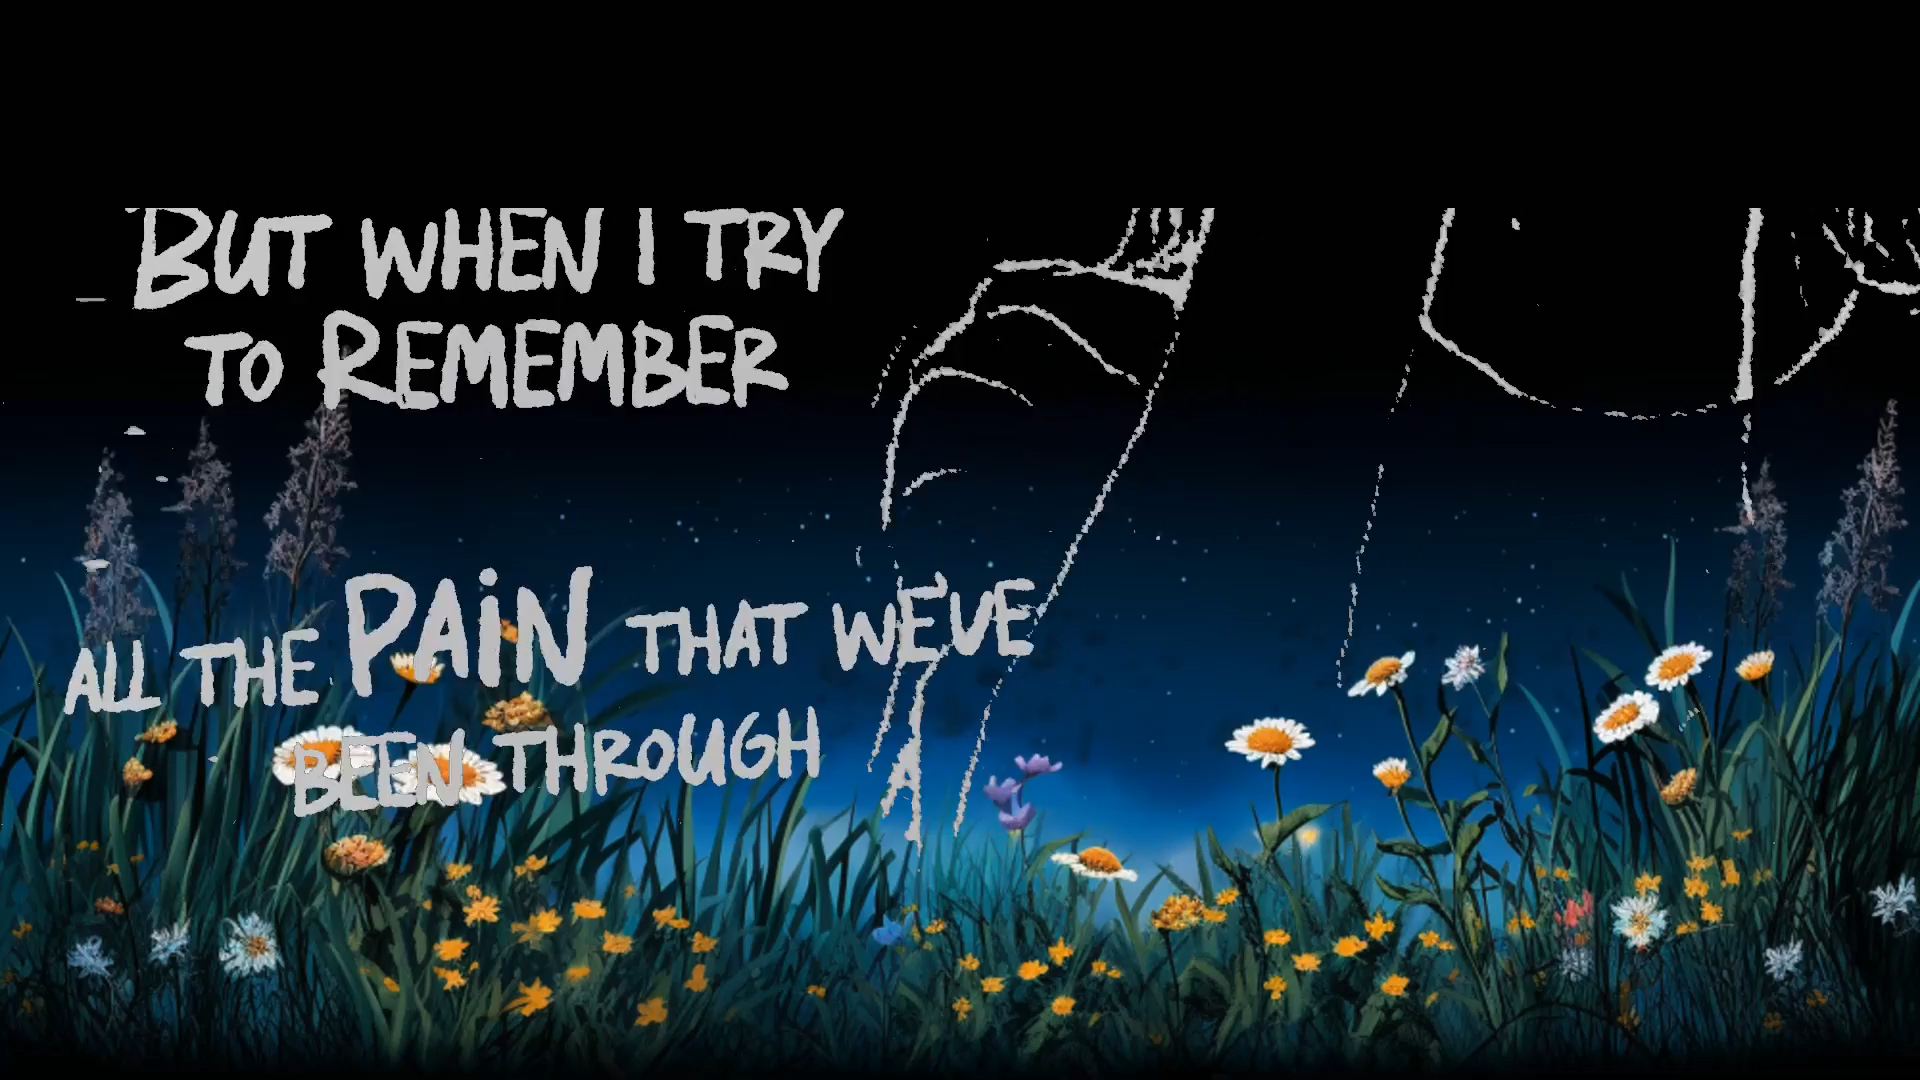 BUT WHEN I TRY
TO REMEMBER
ALL THE PAIN THAT WE'VE
BEEN THROUGH